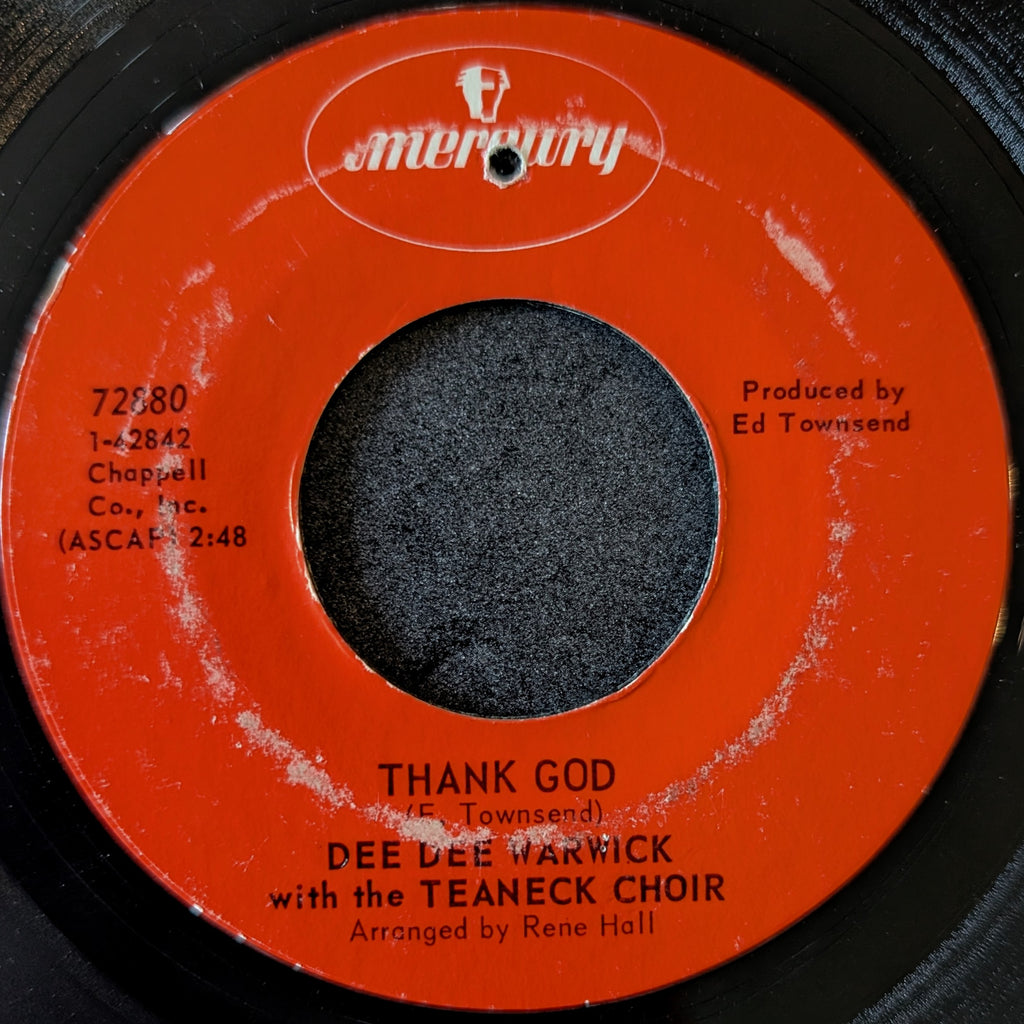 mercury
72880
1-42842
Chappell
Co., Inc.
(ASCAP) 2:48
Produced by
Ed Townsend
THANK GOD
(E. Townsend)
DEE DEE WARWICK
with the TEANECK CHOIR
Arranged by Rene Hall